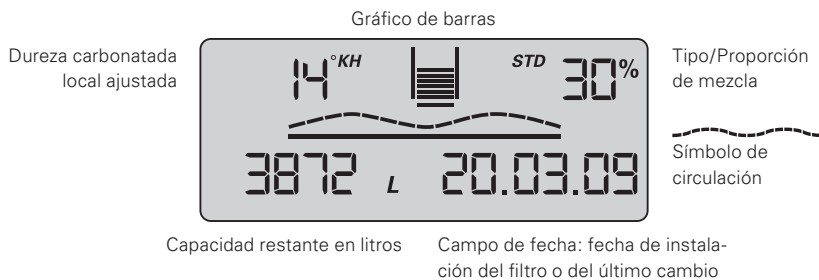 Gráfico de barras
Dureza carbonatada
local ajustada
14 °KH
STD 30%
Tipo/Proporción
de mezcla
3872 L 20.03.09
Símbolo de
circulación
Capacidad restante en litros
Campo de fecha: fecha de instala-
ción del filtro o del último cambio